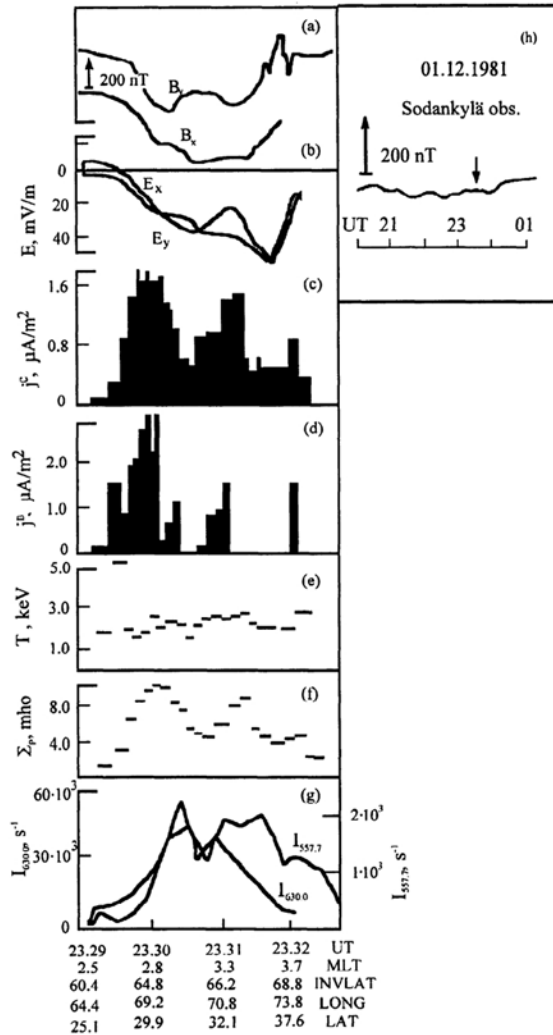 (a)
200 nT
B_y
B_x
(b)
0
E, mV/m
20
40
E_x
E_y
(c)
1.6
0.8
0
j^c, μA/m²
(d)
2.0
1.0
0
μA/m²
(e)
5.0
3.0
1.0
T, keV
(f)
8.0
4.0
Σ_p, mho
(g)
60·10³
30·10³
0
I_6300, s⁻¹
I_557.7
I_6300
2·10³
1·10³
I_557.7, s⁻¹
23.29 23.30 23.31 23.32 UT
2.5 2.8 3.3 3.7 MLT
60.4 64.8 66.2 68.8 INVLAT
64.4 69.2 70.8 73.8 LONG
25.1 29.9 32.1 37.6 LAT
(h)
01.12.1981
Sodankylä obs.
200 nT
UT 21 23 01